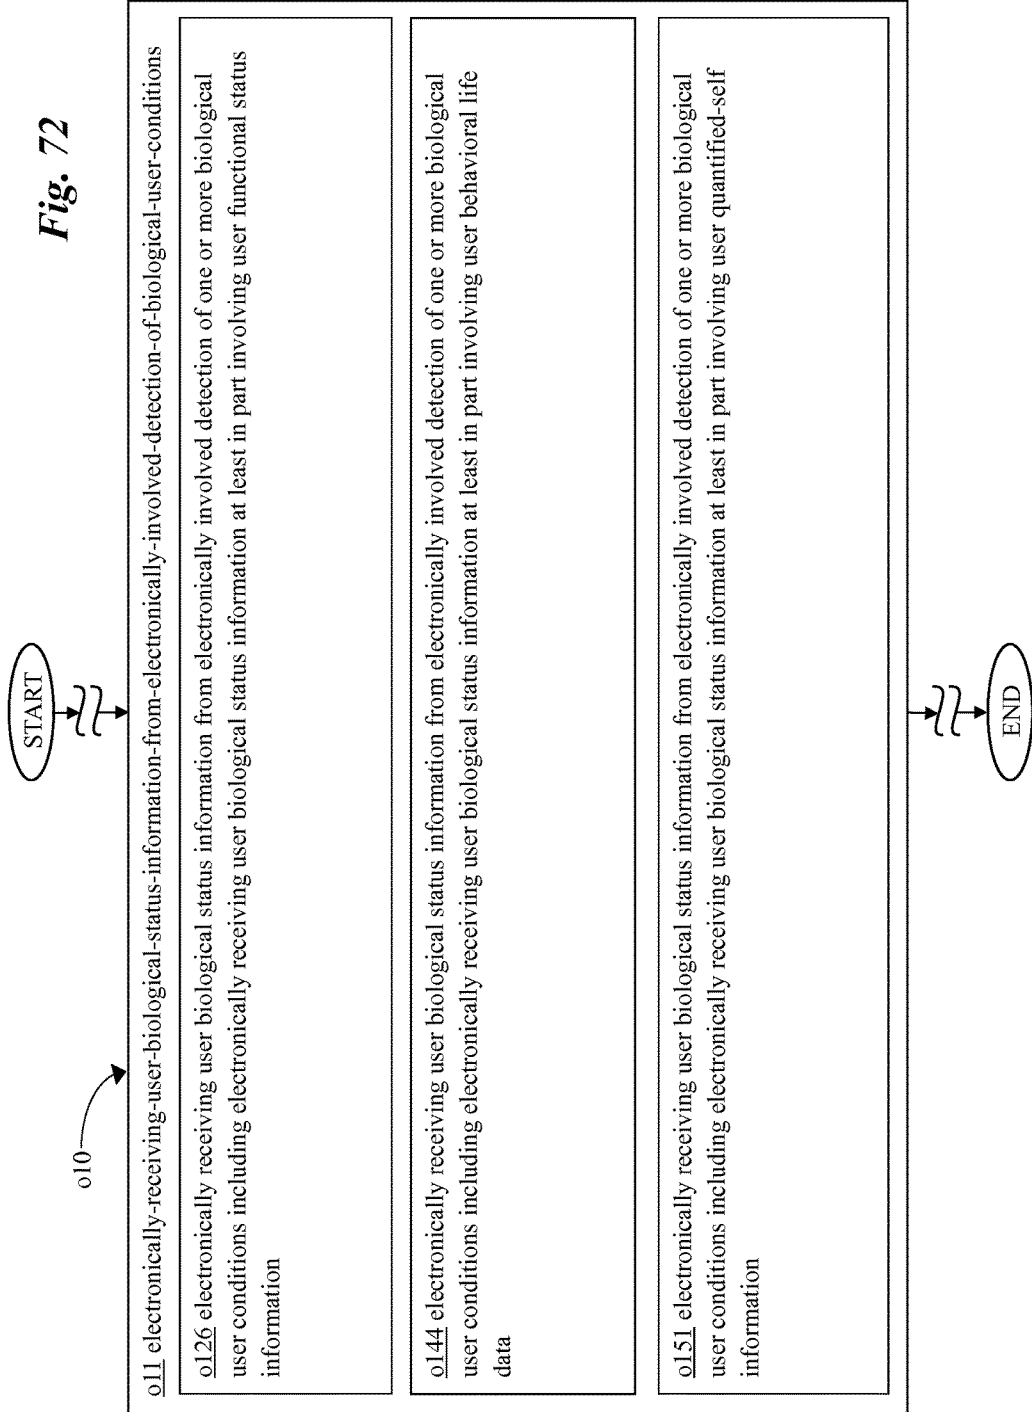 Fig. 72
START
o10
o11 electronically-receiving-user-biological-status-information-from-electronically-involved-detection-of-biological-user-conditions
o126 electronically receiving user biological status information from electronically involved detection of one or more biological
user conditions including electronically receiving user biological status information at least in part involving user functional status
information
o144 electronically receiving user biological status information from electronically involved detection of one or more biological
user conditions including electronically receiving user biological status information at least in part involving user behavioral life
data
o151 electronically receiving user biological status information from electronically involved detection of one or more biological
user conditions including electronically receiving user biological status information at least in part involving user quantified-self
information
END